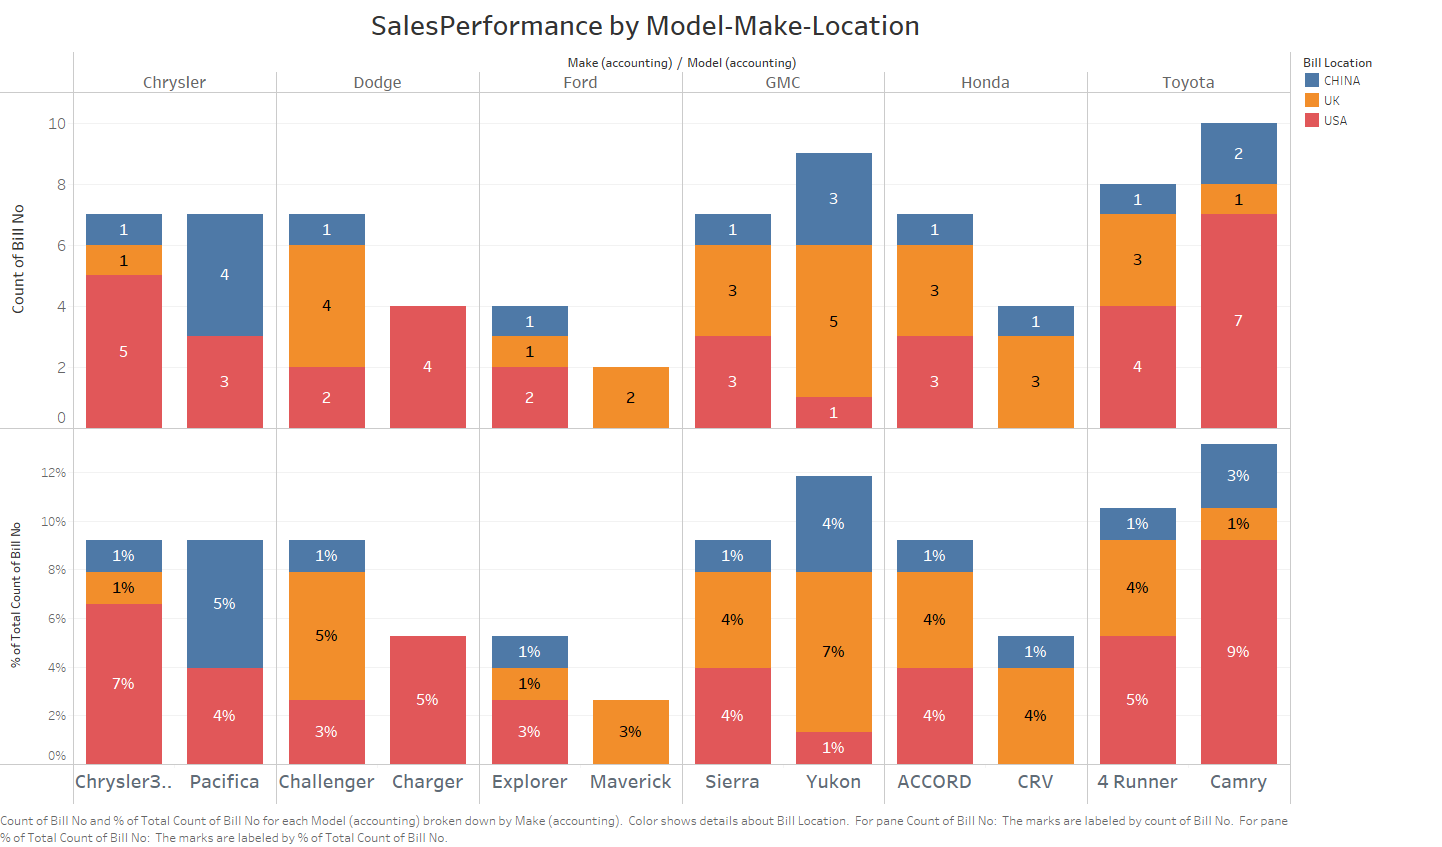 SalesPerformance by Model-Make-Location
Make (accounting) / Model (accounting)
Bill Location
CHINA
UK
USA
Chrysler Dodge Ford GMC Honda Toyota
Count of Bill No
10
8
6
4
2
0
1 1 5
4 3
1 4 2
4
1 1 2
2
1 3 3
3 5 1
1 3 3
1 3
1 3 4
2 1 7
% of Total Count of Bill No
12%
10%
8%
6%
4%
2%
0%
1% 1% 7%
5% 4%
1% 5% 3%
5%
1% 1% 3%
3%
1% 4% 4%
4% 7% 1%
1% 4% 4%
1% 4%
1% 4% 5%
3% 1% 9%
Chrysler3.. Pacifica Challenger Charger Explorer Maverick Sierra Yukon ACCORD CRV 4 Runner Camry
Count of Bill No and % of Total Count of Bill No for each Model (accounting) broken down by Make (accounting). Color shows details about Bill Location. For pane Count of Bill No: The marks are labeled by count of Bill No. For pane
% of Total Count of Bill No: The marks are labeled by % of Total Count of Bill No.